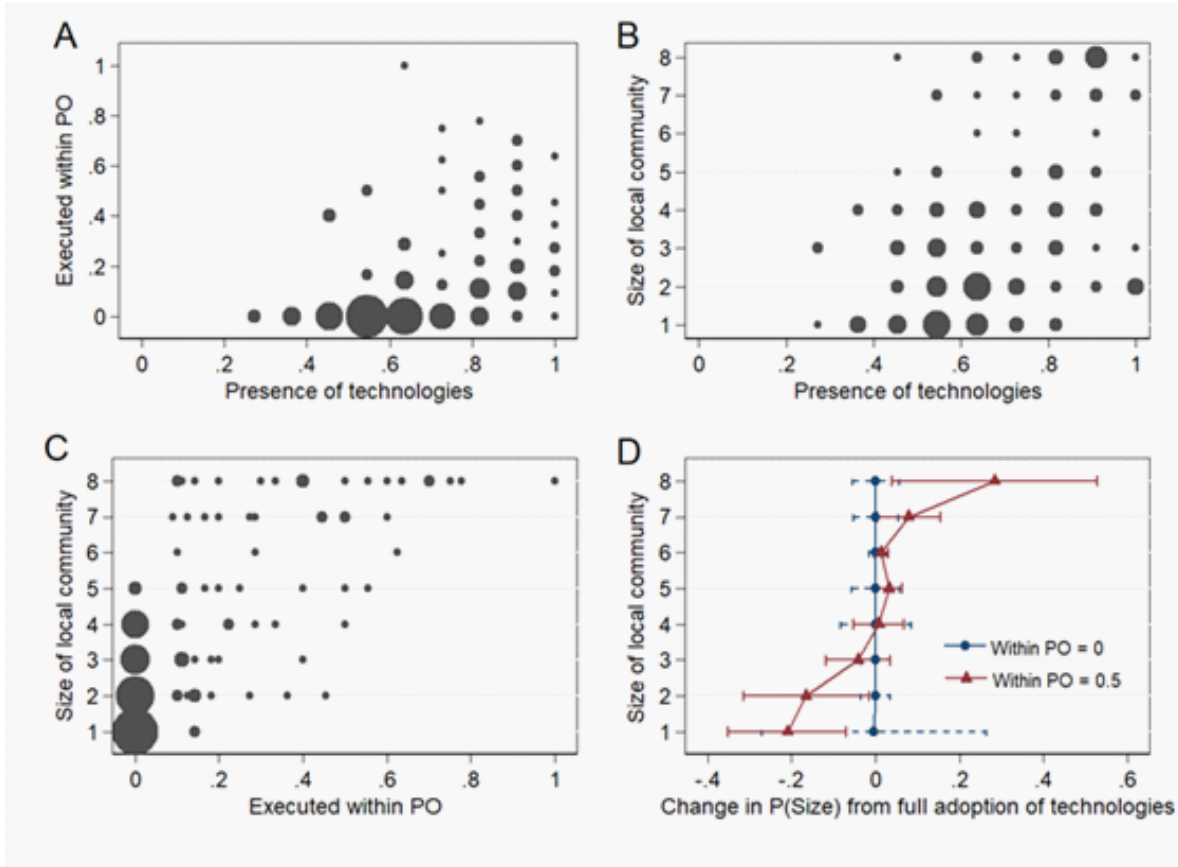 A
Executed within PO
1
.8
.6
.4
.2
0
0 .2 .4 .6 .8 1
Presence of technologies
B
Size of local community
8
7
6
5
4
3
2
1
0 .2 .4 .6 .8 1
Presence of technologies
C
Size of local community
8
7
6
5
4
3
2
1
0 .2 .4 .6 .8 1
Executed within PO
D
Size of local community
8
7
6
5
4
3
2
1
Within PO = 0
Within PO = 0.5
-.4 -.2 0 .2 .4 .6
Change in P(Size) from full adoption of technologies